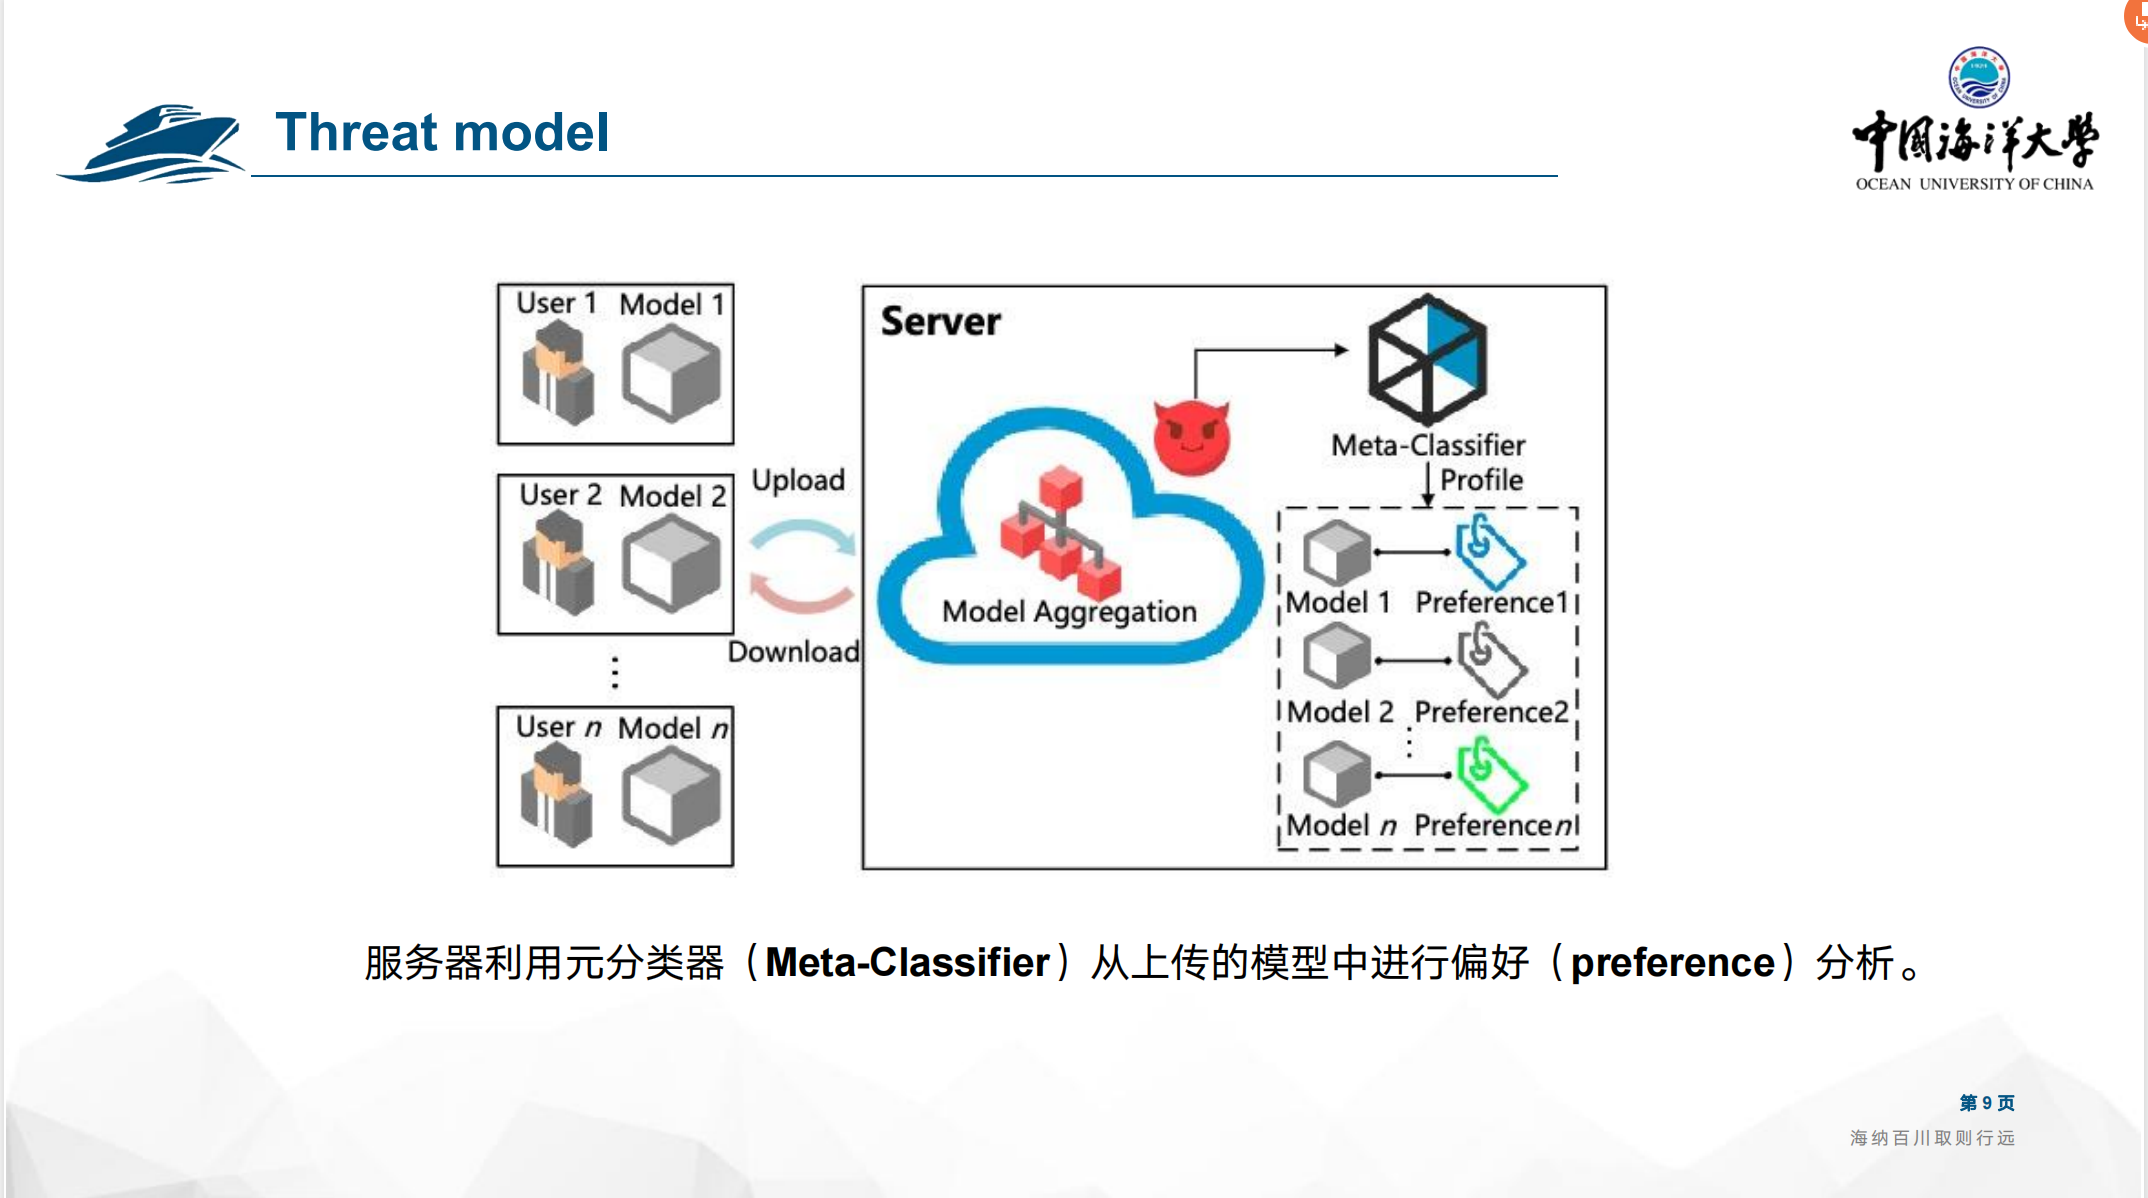 Threat model
中国海洋大学
OCEAN UNIVERSITY OF CHINA
User 1 Model 1
User 2 Model 2
User n Model n
Upload
Download
Server
Model Aggregation
Meta-Classifier
Profile
Model 1 Preference1
Model 2 Preference2
Model n Preferencen
服务器利用元分类器（Meta-Classifier）从上传的模型中进行偏好（preference）分析。
第 9 页
海纳百川取则行远